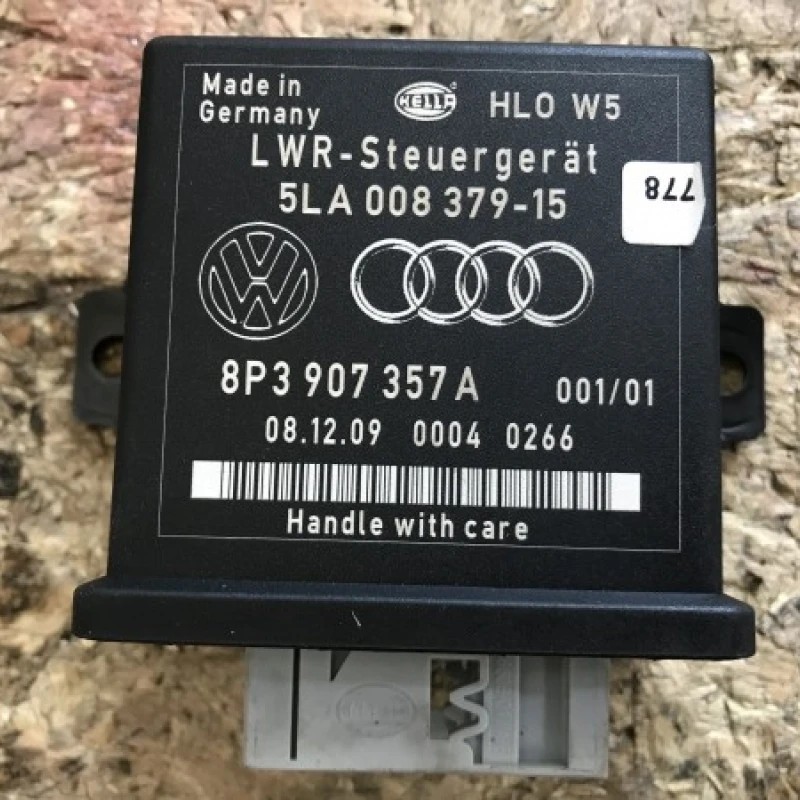 Made in
Germany
HELLA
HLO W5
LWR-Steuergerät
5LA 008 379-15
778
8P3 907 357 A
001/01
08.12.09 0004 0266
Handle with care